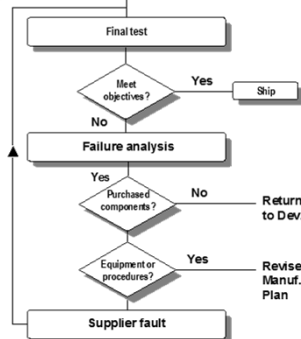 Final test
Meet
objectives?
Yes
Ship
No
Failure analysis
Yes
Purchased
components?
No
Return
to Dev.
Equipment or
procedures?
Yes
Revise
Manuf.
Plan
Supplier fault